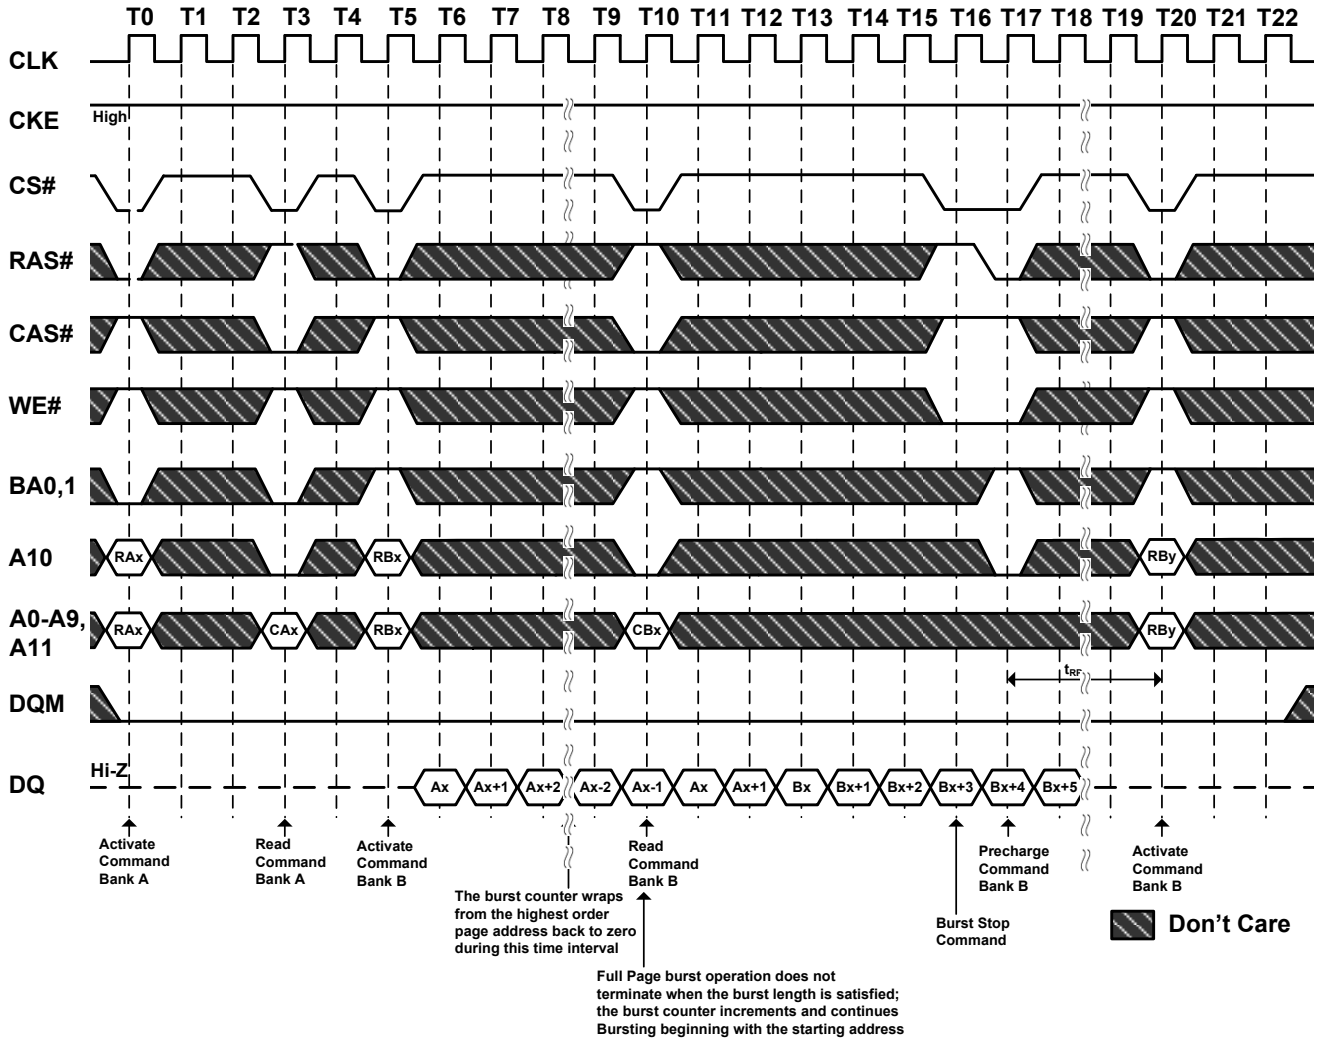 T0 T1 T2 T3 T4 T5 T6 T7 T8 T9 T10 T11 T12 T13 T14 T15 T16 T17 T18 T19 T20 T21 T22
CLK
CKE High
CS#
RAS#
CAS#
WE#
BA0,1
A10 RAx RBx RBy
A0-A9,
A11 RAx CAx RBx CBx RBy
DQM
DQ Hi-Z Ax Ax+1 Ax+2 Ax-2 Ax-1 Ax Ax+1 Bx Bx+1 Bx+2 Bx+3 Bx+4 Bx+5
Activate
Command
Bank A
Read
Command
Bank A
Activate
Command
Bank B
The burst counter wraps
from the highest order
page address back to zero
during this time interval
Read
Command
Bank B
Full Page burst operation does not
terminate when the burst length is satisfied;
the burst counter increments and continues
Bursting beginning with the starting address
Burst Stop
Command
Precharge
Command
Bank B
Activate
Command
Bank B
Don't Care